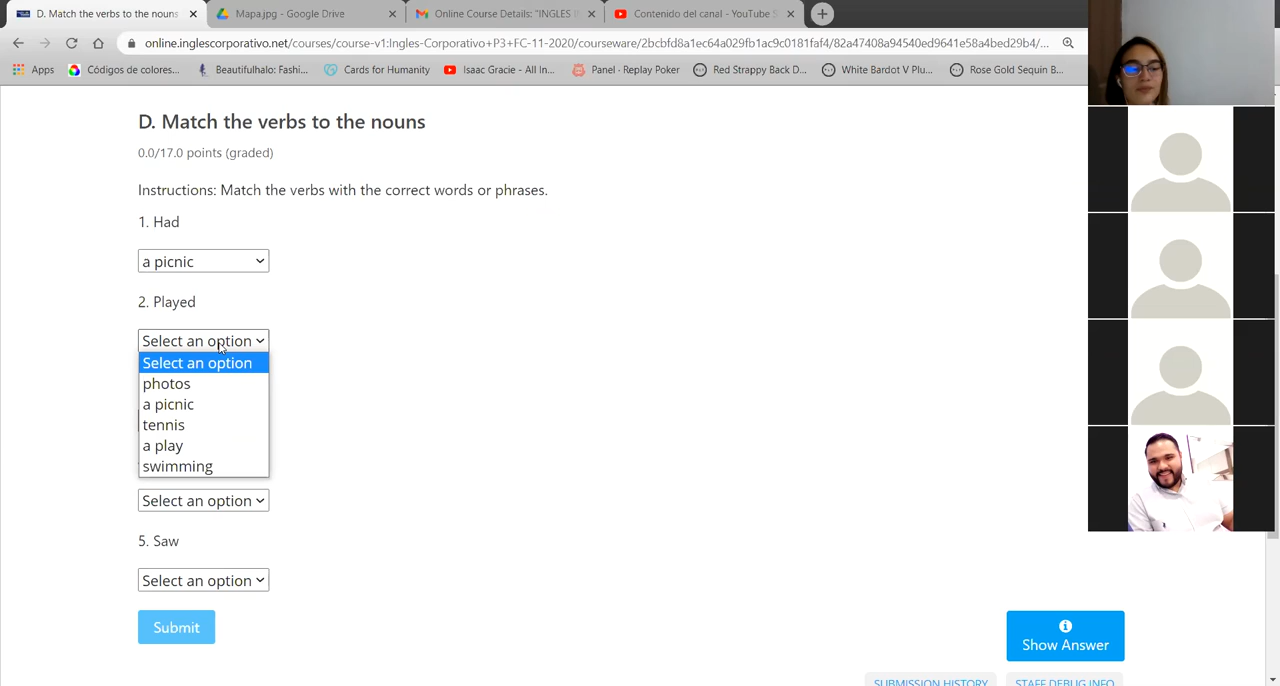 D. Match the verbs to the nouns
Mapa.jpg - Google Drive
Online Course Details: "INGLES I
Contenido del canal - YouTube S
online.inglescorporativo.net/courses/course-v1:Ingles-Corporativo+P3+FC-11-2020/courseware/2bcbfd8a1ec64a029fb1ac9c0181faf4/82a47408a94540ed9641e58a4bed29b4/...
Apps
Códigos de colores...
Beautifulhalo: Fashi...
Cards for Humanity
Isaac Gracie - All In...
Panel · Replay Poker
Red Strappy Back D...
White Bardot V Plu...
Rose Gold Sequin B...
D. Match the verbs to the nouns
0.0/17.0 points (graded)
Instructions: Match the verbs with the correct words or phrases.
1. Had
a picnic
2. Played
Select an option
Select an option
photos
a picnic
tennis
a play
swimming
Select an option
5. Saw
Select an option
Submit
Show Answer
SUBMISSION HISTORY
STAFF DEBUG INFO